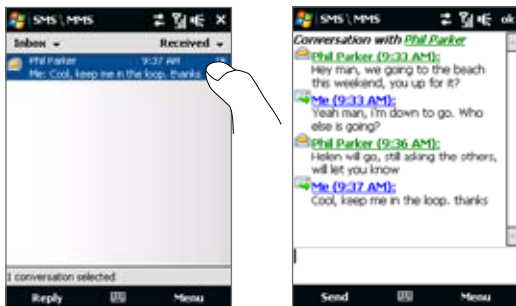 SMS \ MMS
Inbox
Received
Phil Parker 9:37 AM
Me: Cool, keep me in the loop. thanks
1 conversation selected
Reply
Menu
SMS \ MMS
ok
Conversation with Phil Parker
Phil Parker (9:33 AM):
Hey man, we going to the beach
this weekend, you up for it?
Me (9:33 AM):
Yeah man, i'm down to go. Who
else is going?
Phil Parker (9:36 AM):
Helen will go, still asking the others,
will let you know
Me (9:37 AM):
Cool, keep me in the loop. thanks
Send
Menu